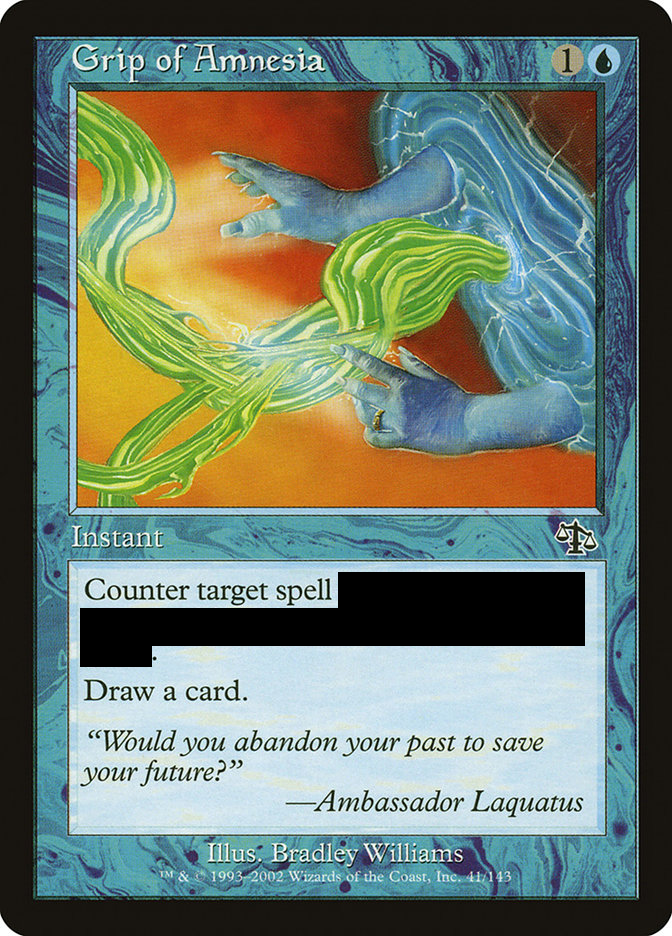 Grip of Amnesia 1
Instant
Counter target spell
.
Draw a card.
“Would you abandon your past to save
your future?”
—Ambassador Laquatus
Illus. Bradley Williams
™ & © 1993–2002 Wizards of the Coast, Inc. 41/143